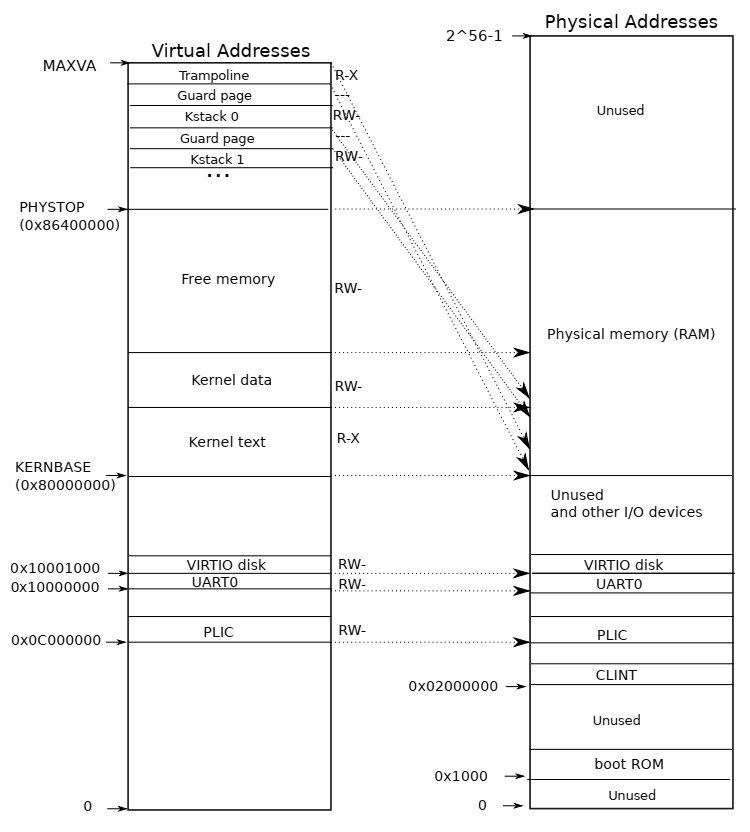 Virtual Addresses
MAXVA
Trampoline
R-X
Guard page
---
Kstack 0
RW-
Guard page
---
Kstack 1
RW-
...
PHYSTOP
(0x86400000)
Free memory
RW-
Kernel data
RW-
Kernel text
R-X
KERNBASE
(0x80000000)
0x10001000
VIRTIO disk
RW-
0x10000000
UART0
RW-
0x0C000000
PLIC
RW-
0
Physical Addresses
2^56-1
Unused
Physical memory (RAM)
Unused
and other I/O devices
VIRTIO disk
UART0
PLIC
CLINT
0x02000000
Unused
boot ROM
0x1000
Unused
0